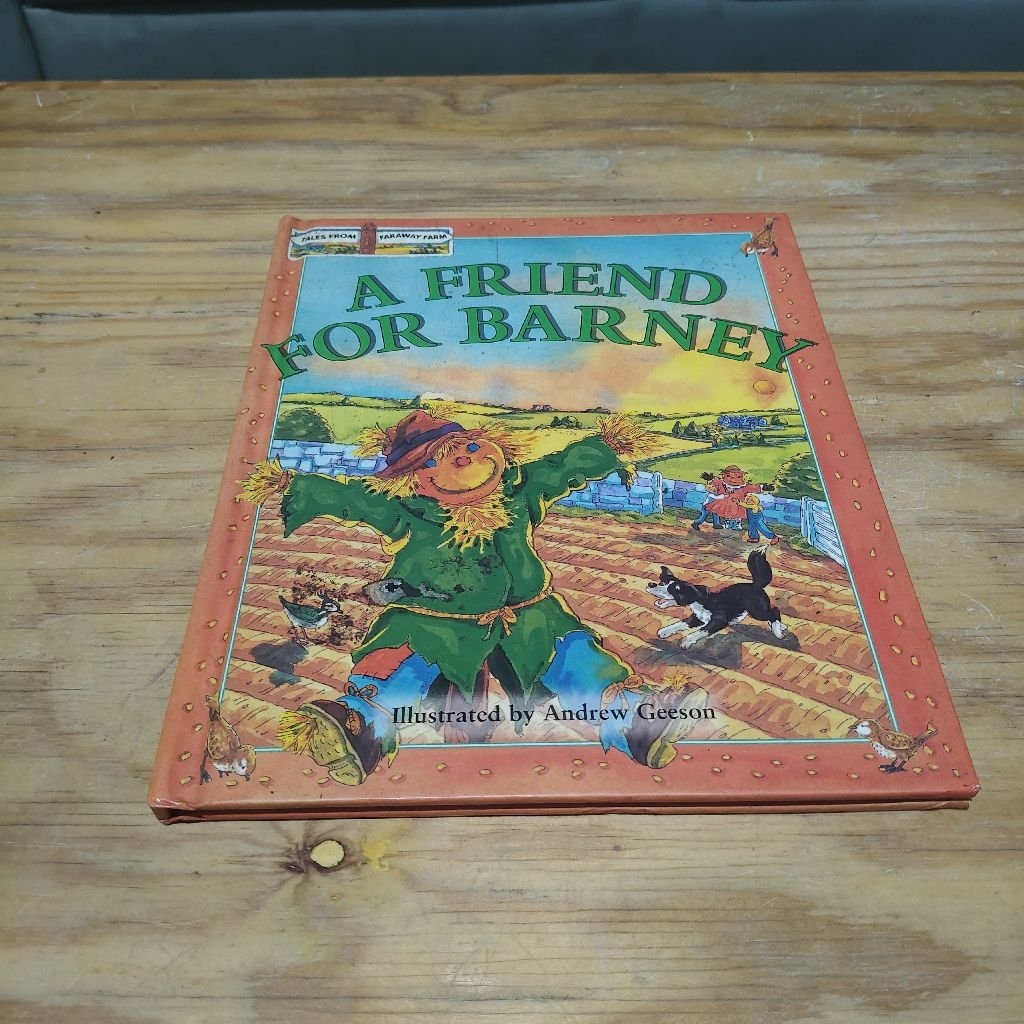 TALES FROM FARAWAY FARM
A FRIEND
FOR BARNEY
Illustrated by Andrew Geeson